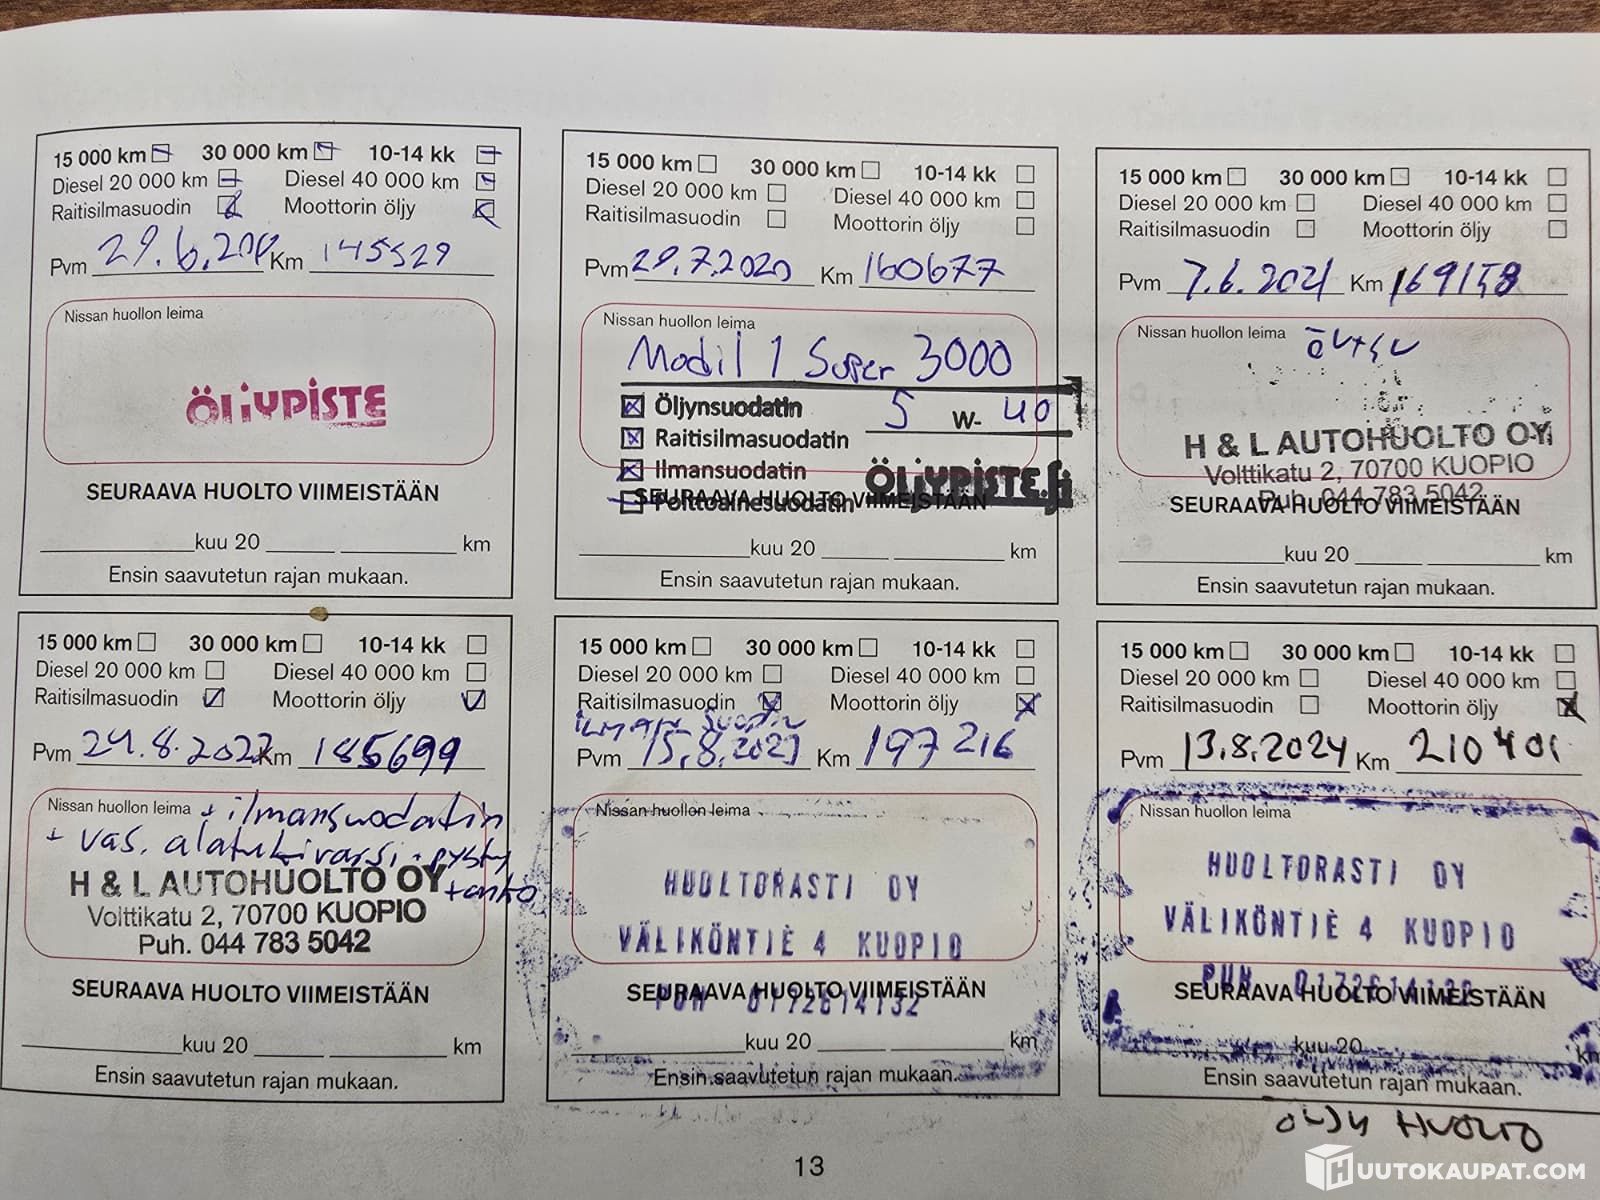 15 000 km 30 000 km 10-14 kk
Diesel 20 000 km Diesel 40 000 km
Raitisilmasuodin Moottorin öljy
Pvm 29.6. Km 145529
Nissan huollon leima
ÖLJYPISTE
SEURAAVA HUOLTO VIIMEISTÄÄN
kuu 20 km
Ensin saavutetun rajan mukaan.
15 000 km 30 000 km 10-14 kk
Diesel 20 000 km Diesel 40 000 km
Raitisilmasuodin Moottorin öljy
Pvm 29.7.2020 Km 160677
Nissan huollon leima
Mobil 1 Super 3000
Öljynsuodatin 5 W- 40
Raitisilmasuodatin
Ilmansuodatin ÖLJYPISTE.fi
Polttoainesuodatin
SEURAAVA HUOLTO VIIMEISTÄÄN
kuu 20 km
Ensin saavutetun rajan mukaan.
15 000 km 30 000 km 10-14 kk
Diesel 20 000 km Diesel 40 000 km
Raitisilmasuodin Moottorin öljy
Pvm 7.6.2021 Km 169158
Nissan huollon leima
H & L AUTOHUOLTO OY
Volttikatu 2, 70700 KUOPIO
Puh. 044 783 5042
SEURAAVA HUOLTO VIIMEISTÄÄN
kuu 20 km
Ensin saavutetun rajan mukaan.
15 000 km 30 000 km 10-14 kk
Diesel 20 000 km Diesel 40 000 km
Raitisilmasuodin Moottorin öljy
Pvm 24.8.2022 Km 185699
Nissan huollon leima + ilmansuodatin
+ vas. alatukivarsi + pysty
tanko
H & L AUTOHUOLTO OY
Volttikatu 2, 70700 KUOPIO
Puh. 044 783 5042
SEURAAVA HUOLTO VIIMEISTÄÄN
kuu 20 km
Ensin saavutetun rajan mukaan.
15 000 km 30 000 km 10-14 kk
Diesel 20 000 km Diesel 40 000 km
Raitisilmasuodin Moottorin öljy
ILMAN SUODIN
Pvm 15.8.2023 Km 197216
Nissan huollon leima
HUOLTORASTI OY
VÄLIKÖNTIÈ 4 KUOPIO
PUH 0172614132
SEURAAVA HUOLTO VIIMEISTÄÄN
kuu 20 km
Ensin saavutetun rajan mukaan.
15 000 km 30 000 km 10-14 kk
Diesel 20 000 km Diesel 40 000 km
Raitisilmasuodin Moottorin öljy
Pvm 13.8.2024 Km 210401
Nissan huollon leima
HUOLTORASTI OY
VÄLIKÖNTIÈ 4 KUOPIO
PUH 0172614132
SEURAAVA HUOLTO VIIMEISTÄÄN
kuu 20 km
Ensin saavutetun rajan mukaan.
ÖLJY HUOLTO
13
HUUTOKAUPAT.COM